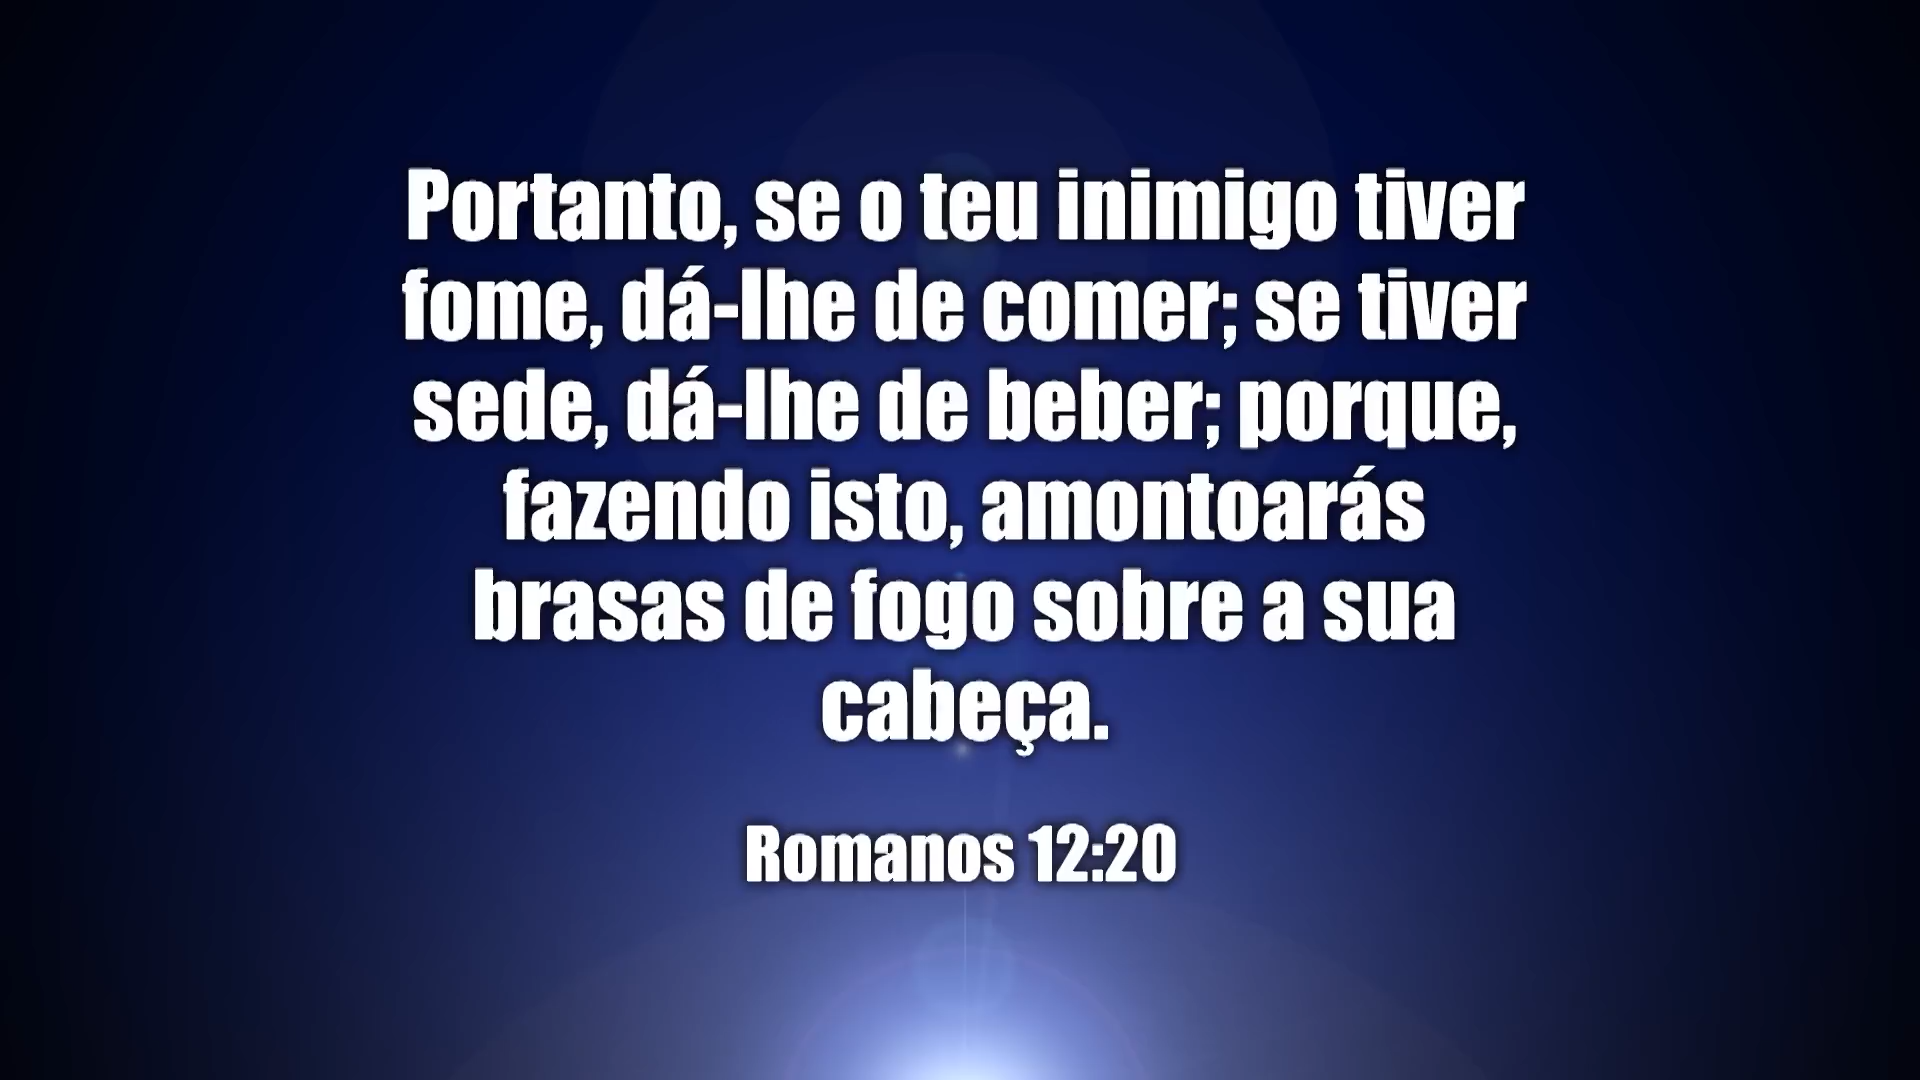 Portanto, se o teu inimigo tiver
fome, dá-lhe de comer; se tiver
sede, dá-lhe de beber; porque,
fazendo isto, amontoarás
brasas de fogo sobre a sua
cabeça.
Romanos 12:20